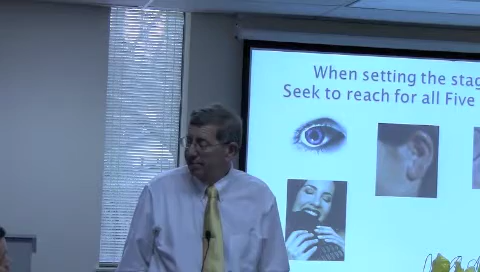 When setting the stag
Seek to reach for all Five